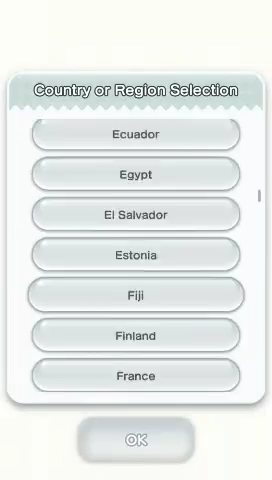 Country or Region Selection
Ecuador
Egypt
El Salvador
Estonia
Fiji
Finland
France
OK